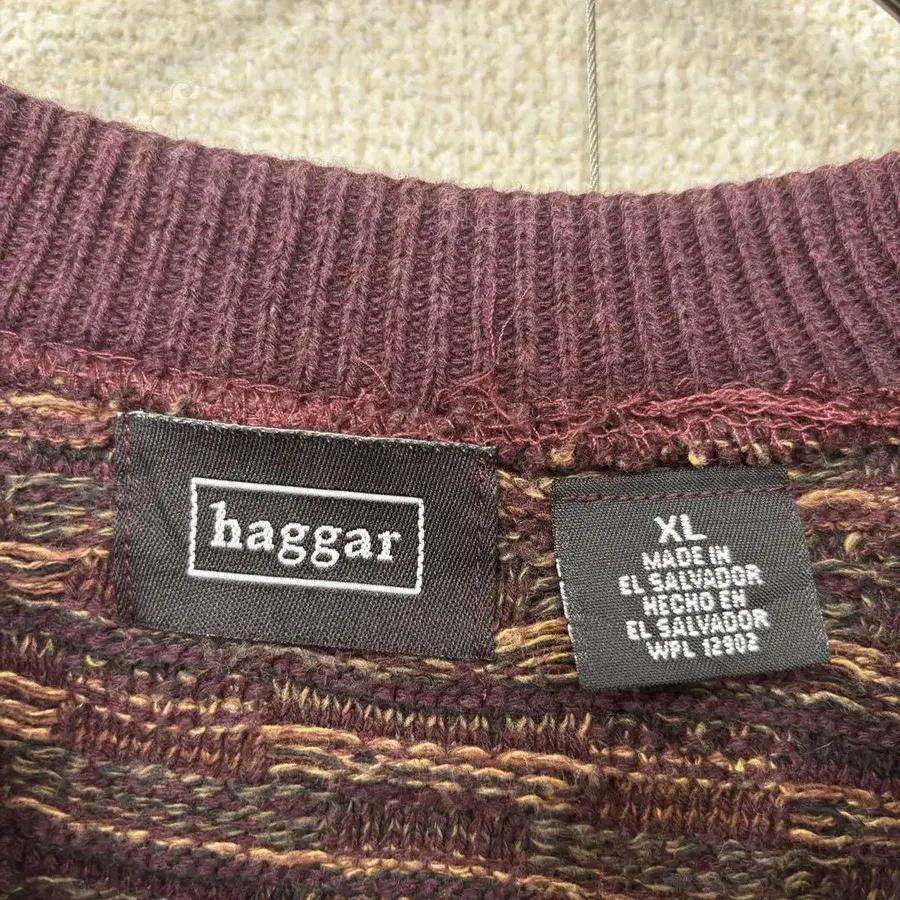 haggar
XL
MADE IN
EL SALVADOR
HECHO EN
EL SALVADOR
WPL 12302